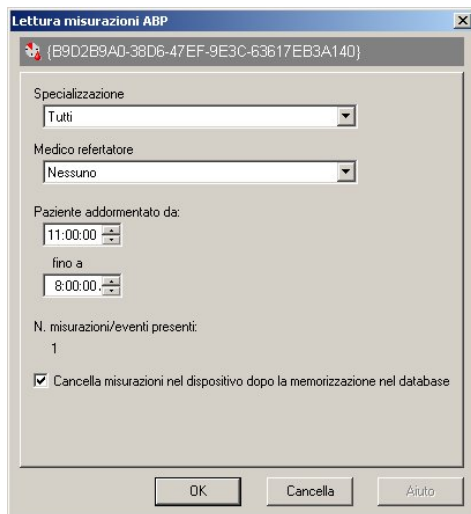 Lettura misurazioni ABP
{B9D2B9A0-38D6-47EF-9E3C-63617EB3A140}
Specializzazione
Tutti
Medico refertatore
Nessuno
Paziente addormentato da:
11:00:00
fino a
8:00:00
N. misurazioni/eventi presenti:
1
Cancella misurazioni nel dispositivo dopo la memorizzazione nel database
OK Cancella Aiuto